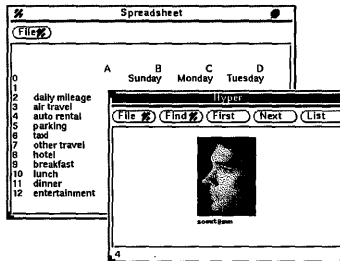 Spreadsheet
File
A B C D
0 Sunday Monday Tuesday
1
2 daily mileage
3 air travel
4 auto rental
5 parking
6 taxi
7 other travel
8 hotel
9 breakfast
10 lunch
11 dinner
12 entertainment
Hyper
File Find First Next List
4